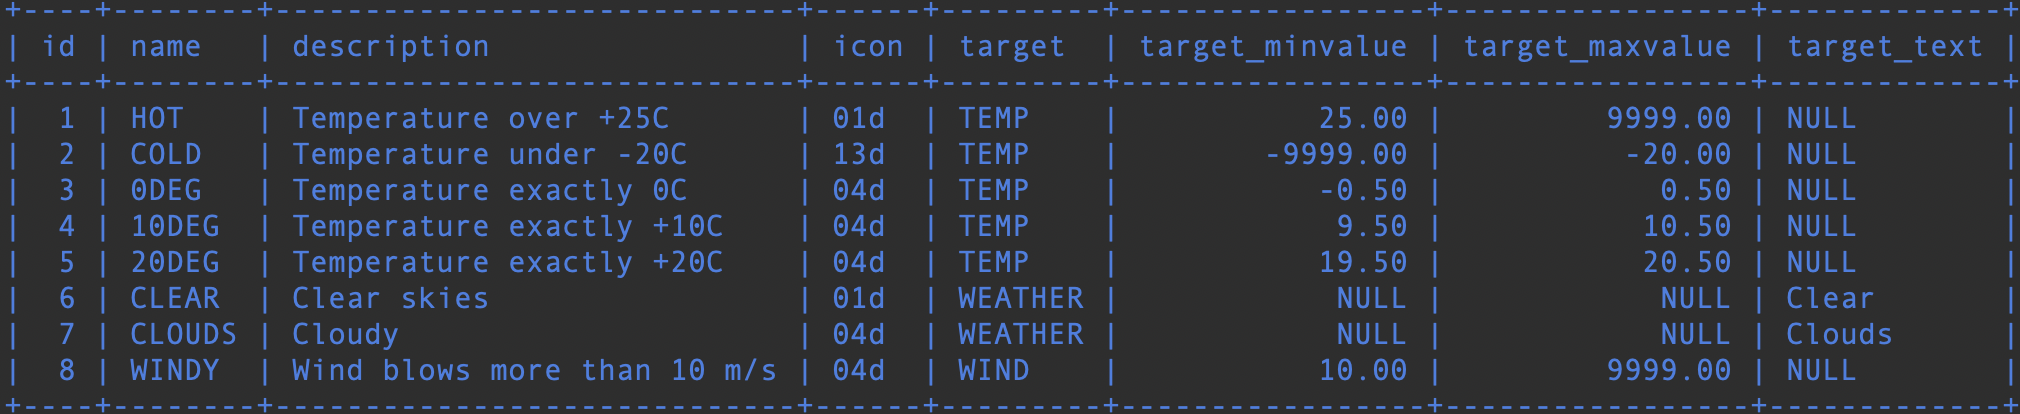 +----+--------+-----------------------------+------+---------+------------------+------------------+-------------+
| id | name   | description                 | icon | target  | target_minvalue | target_maxvalue | target_text |
+----+--------+-----------------------------+------+---------+------------------+------------------+-------------+
|  1 | HOT    | Temperature over +25C       | 01d  | TEMP    |           25.00 |         9999.00 | NULL        |
|  2 | COLD   | Temperature under -20C      | 13d  | TEMP    |        -9999.00 |          -20.00 | NULL        |
|  3 | 0DEG   | Temperature exactly 0C      | 04d  | TEMP    |           -0.50 |            0.50 | NULL        |
|  4 | 10DEG  | Temperature exactly +10C    | 04d  | TEMP    |            9.50 |           10.50 | NULL        |
|  5 | 20DEG  | Temperature exactly +20C    | 04d  | TEMP    |           19.50 |           20.50 | NULL        |
|  6 | CLEAR  | Clear skies                 | 01d  | WEATHER |            NULL |            NULL | Clear       |
|  7 | CLOUDS | Cloudy                      | 04d  | WEATHER |            NULL |            NULL | Clouds      |
|  8 | WINDY  | Wind blows more than 10 m/s | 04d  | WIND    |           10.00 |         9999.00 | NULL        |
+----+--------+-----------------------------+------+---------+------------------+------------------+-------------+